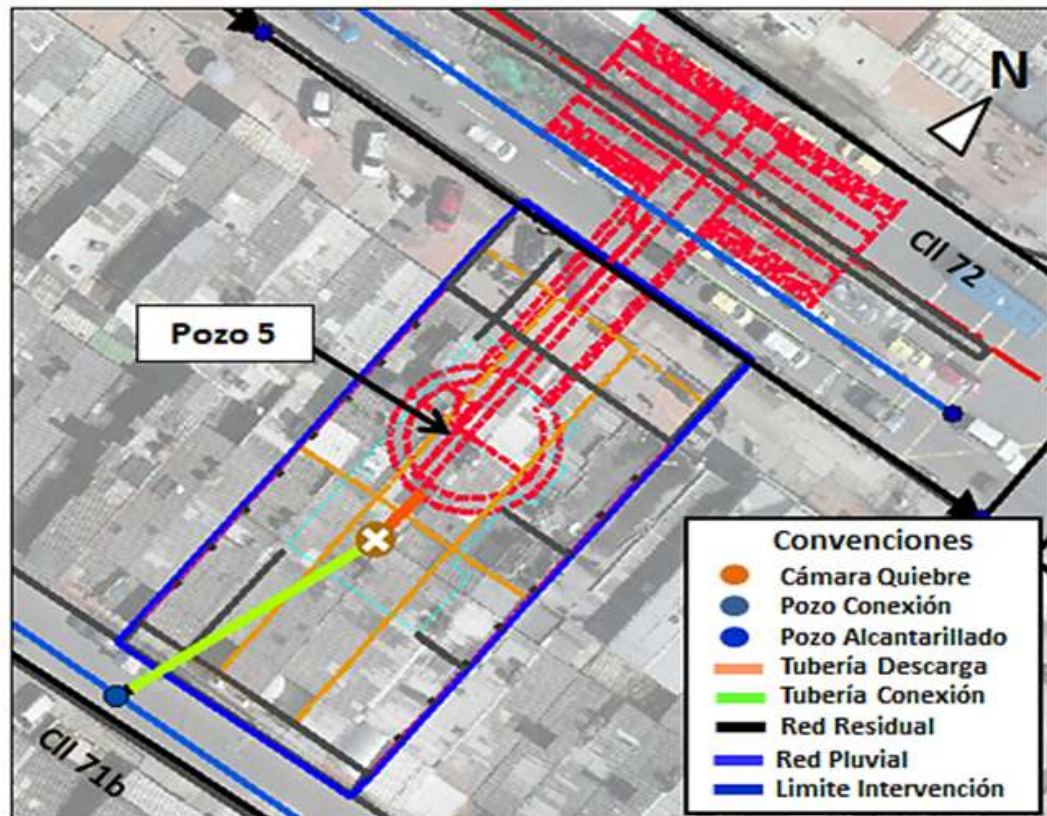 N
Cll 72
Pozo 5
Cll 71b
Convenciones
Cámara Quiebre
Pozo Conexión
Pozo Alcantarillado
Tubería Descarga
Tubería Conexión
Red Residual
Red Pluvial
Limite Intervención